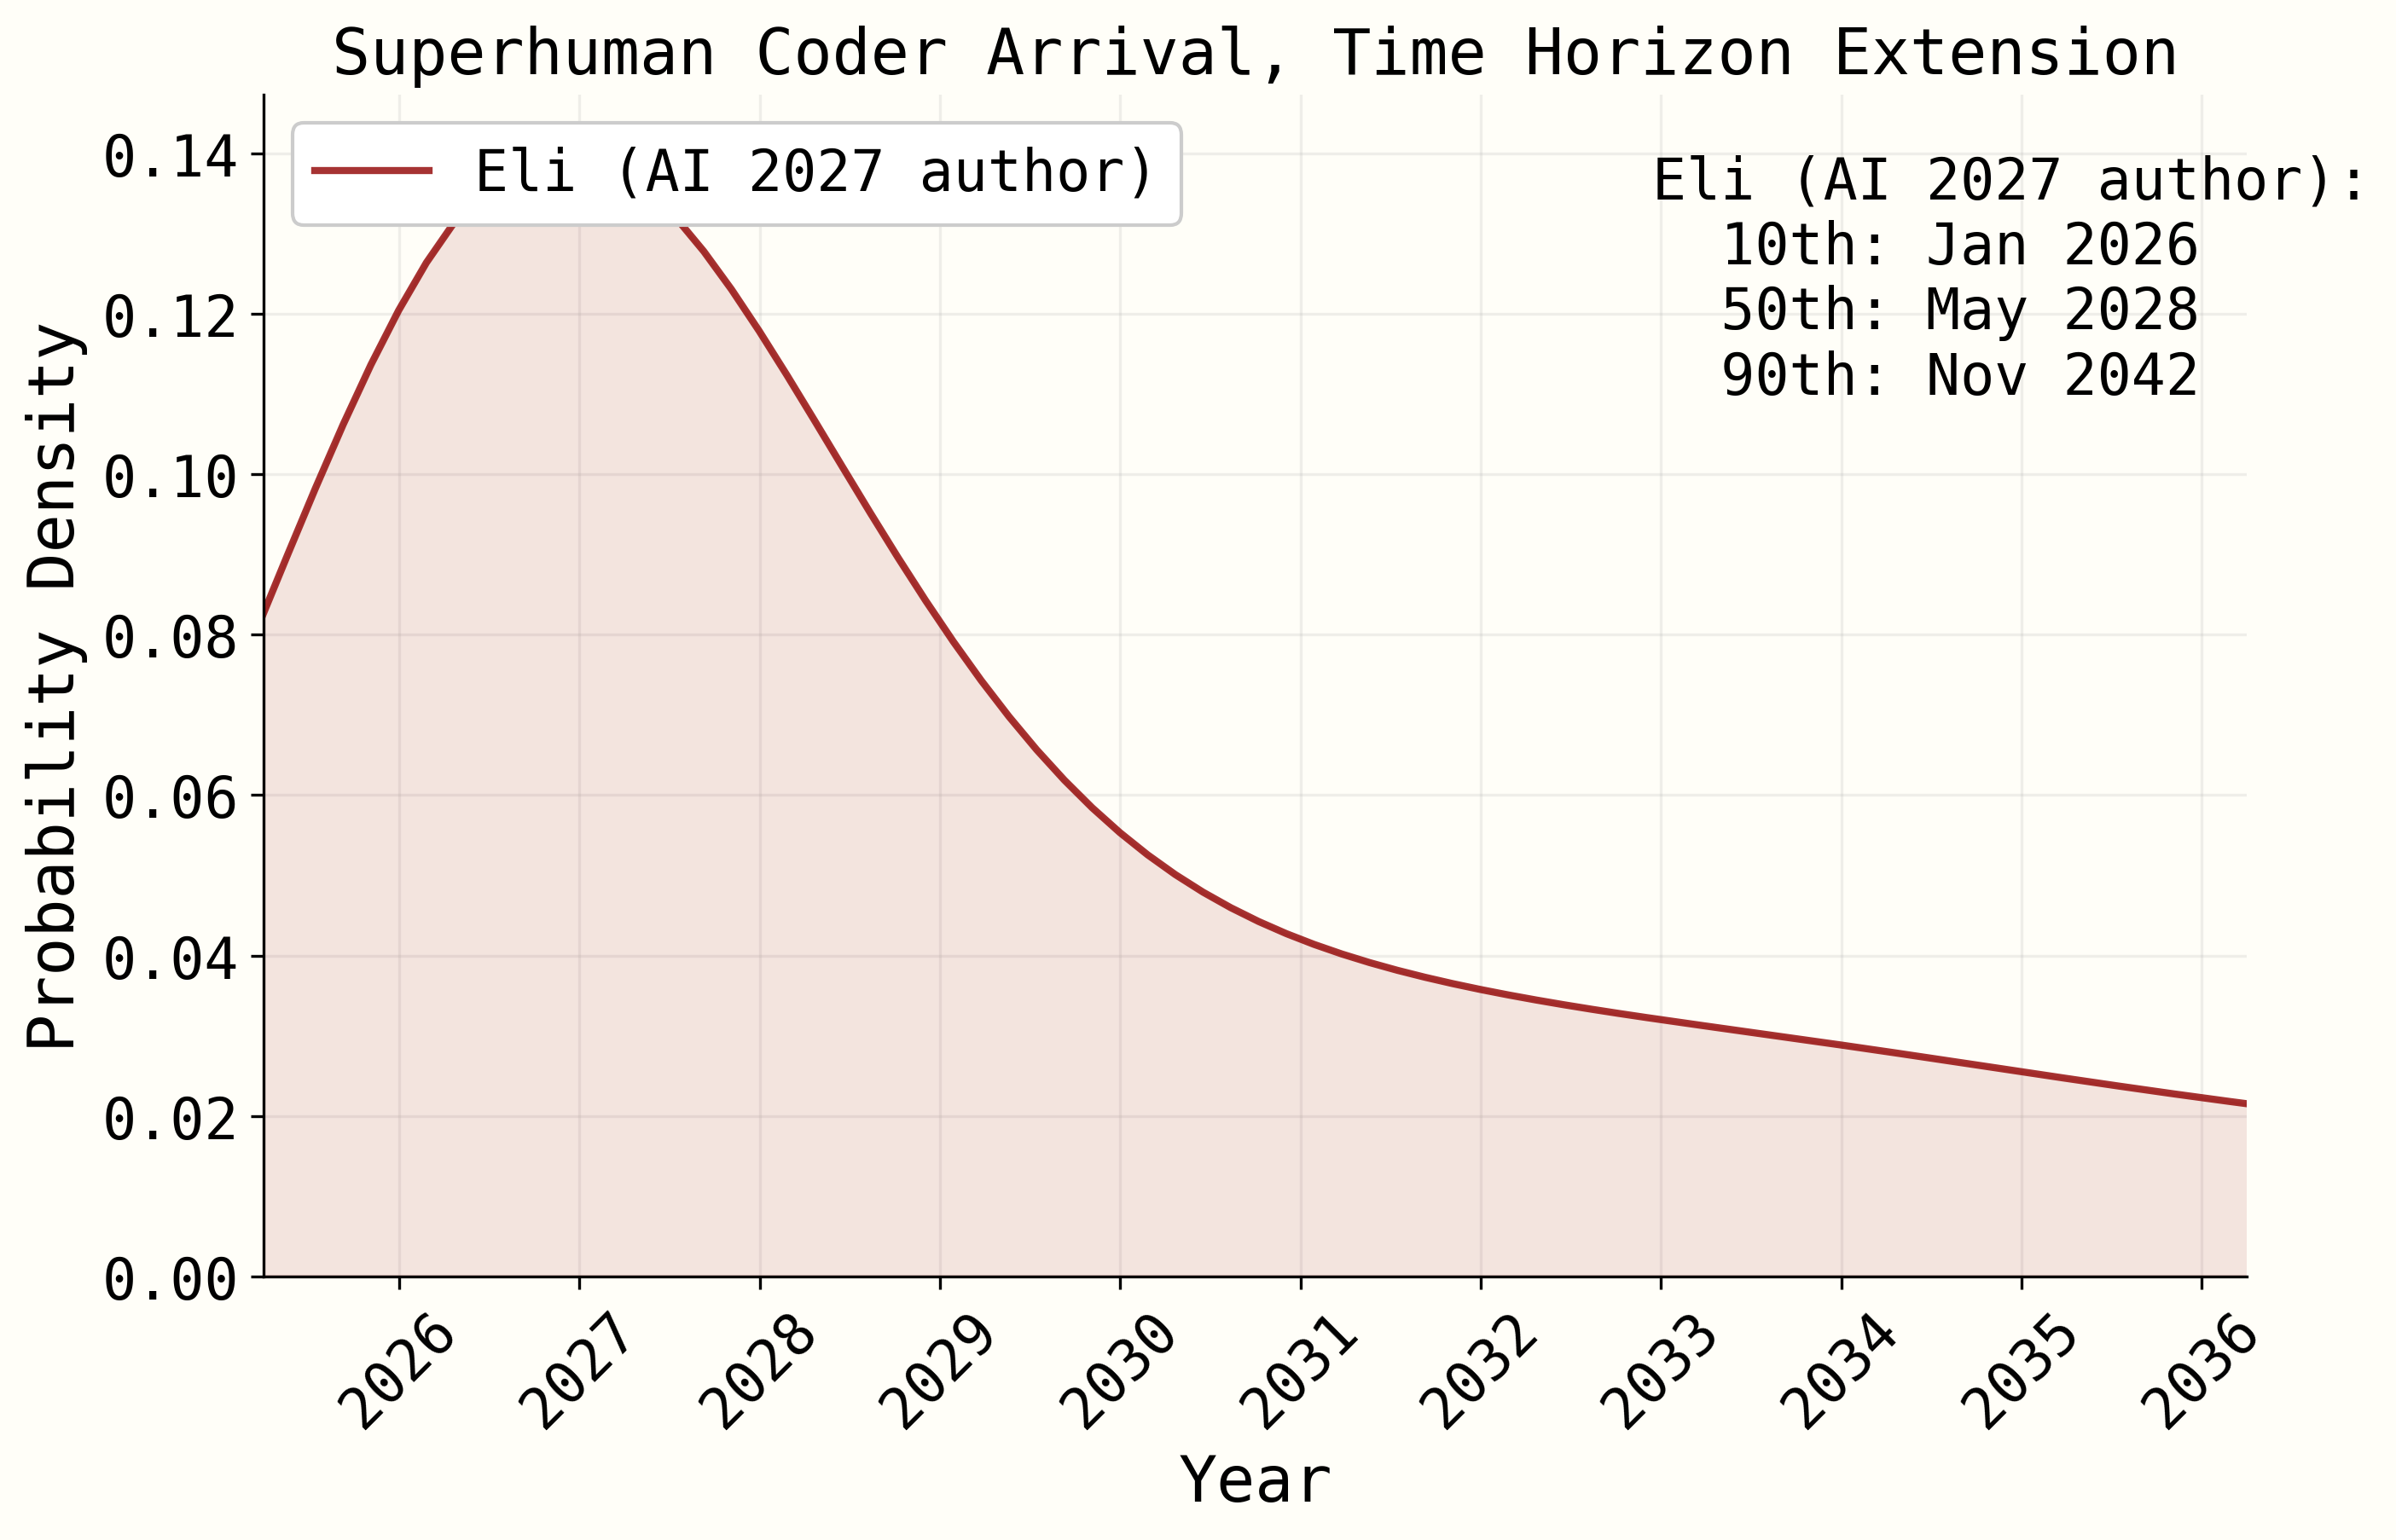 Superhuman Coder Arrival, Time Horizon Extension
Eli (AI 2027 author)
Eli (AI 2027 author):
10th: Jan 2026
50th: May 2028
90th: Nov 2042
Probability Density
0.14
0.12
0.10
0.08
0.06
0.04
0.02
0.00
2026
2027
2028
2029
2030
2031
2032
2033
2034
2035
2036
Year